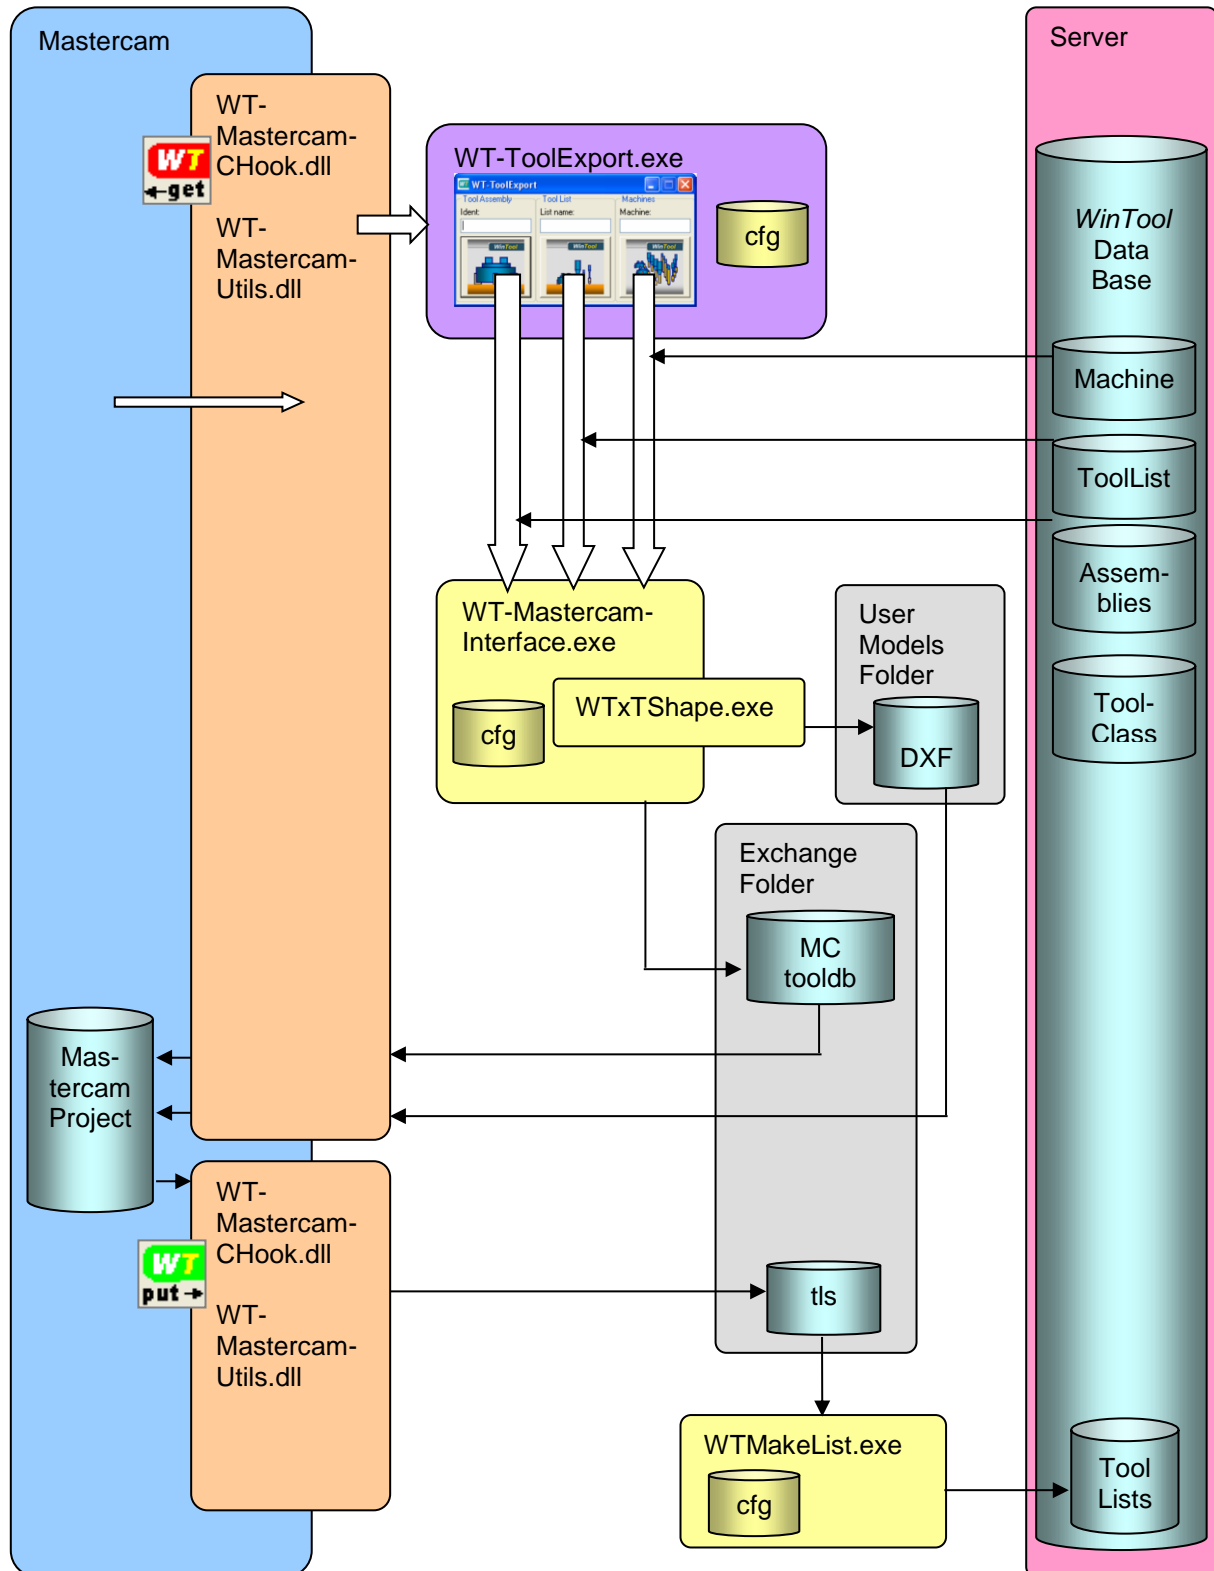 Mastercam
WT-
Mastercam-
CHook.dll
WT-
Mastercam-
Utils.dll
WT
get
WT-ToolExport.exe
WT-ToolExport
Tool Assembly
Tool List
Machines
Ident:
List name:
Machine:
WinTool
WinTool
WinTool
cfg
Server
WinTool
Data
Base
Machine
ToolList
Assem-
blies
Tool-
Class
WT-Mastercam-
Interface.exe
cfg
WTxTShape.exe
User
Models
Folder
DXF
Exchange
Folder
MC
tooldb
Mas-
tercam
Project
WT-
Mastercam-
CHook.dll
WT-
Mastercam-
Utils.dll
WT
put
tls
WTMakeList.exe
cfg
Tool
Lists